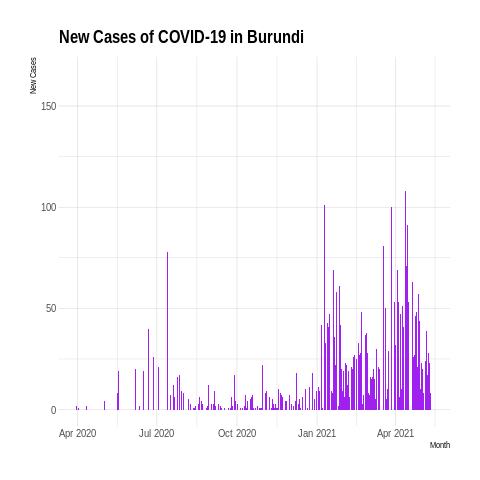 New Cases of COVID-19 in Burundi
New Cases
150
100
50
0
Apr 2020 Jul 2020 Oct 2020 Jan 2021 Apr 2021
Month